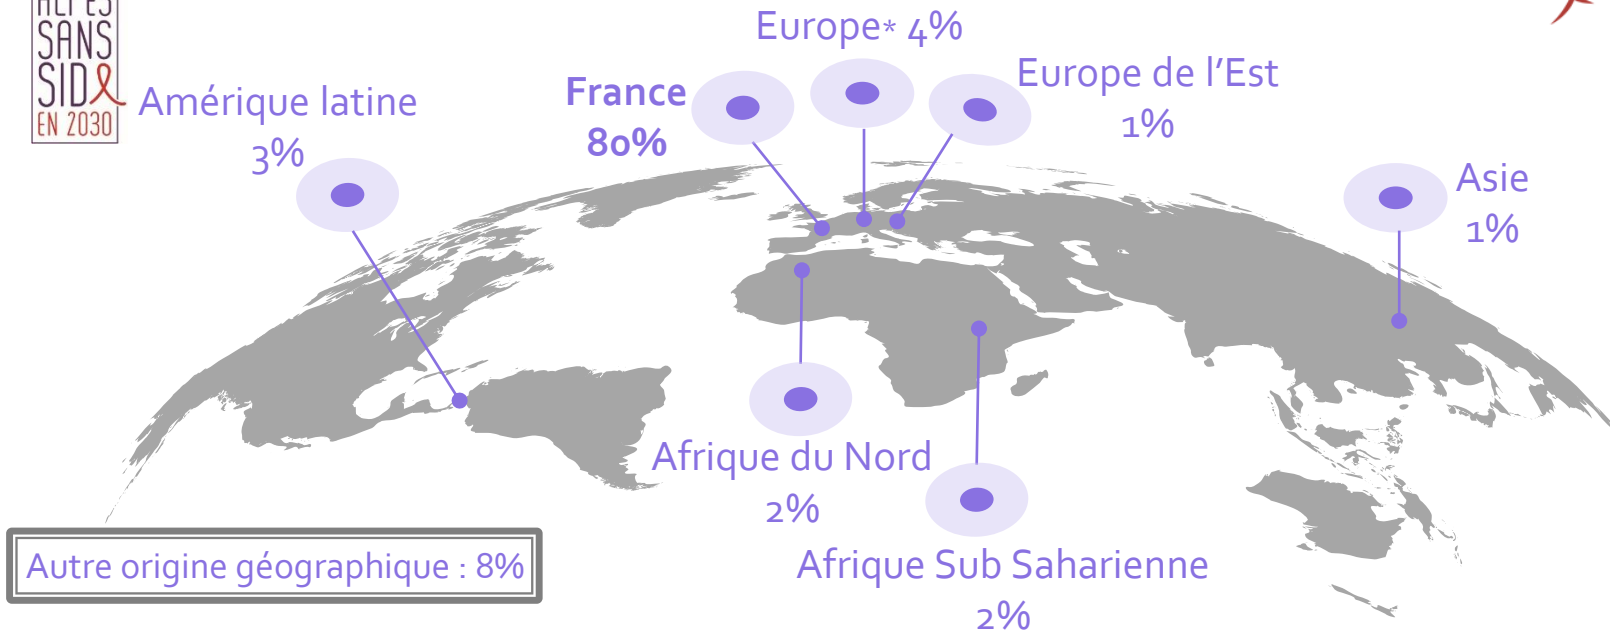 SANS
SIDA
EN 2030
Europe* 4%
Europe de l'Est
1%
France
80%
Amérique latine
3%
Asie
1%
Afrique du Nord
2%
Afrique Sub Saharienne
2%
Autre origine géographique : 8%